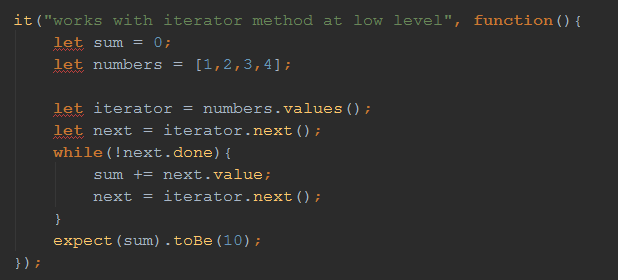 it("works with iterator method at low level", function(){
    let sum = 0;
    let numbers = [1,2,3,4];

    let iterator = numbers.values();
    let next = iterator.next();
    while(!next.done){
        sum += next.value;
        next = iterator.next();
    }
    expect(sum).toBe(10);
});